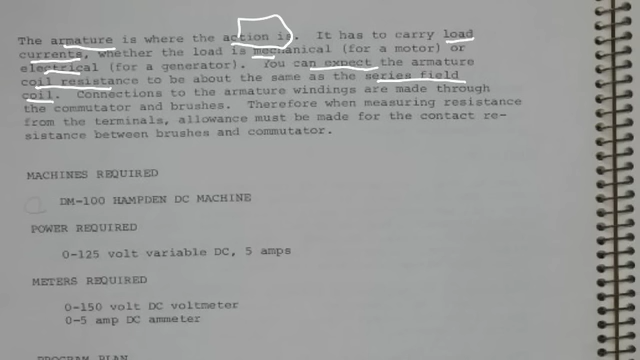 The armature is where the action is. It has to carry load
currents, whether the load is mechanical (for a motor) or
electrical (for a generator). You can expect the armature
coil resistance to be about the same as the series field
coil. Connections to the armature windings are made through
the commutator and brushes. Therefore when measuring resistance
from the terminals, allowance must be made for the contact re-
sistance between brushes and commutator.
MACHINES REQUIRED
DM-100 HAMPDEN DC MACHINE
POWER REQUIRED
0-125 volt variable DC, 5 amps
METERS REQUIRED
0-150 volt DC voltmeter
0-5 amp DC ammeter
PROGRAM PLAN